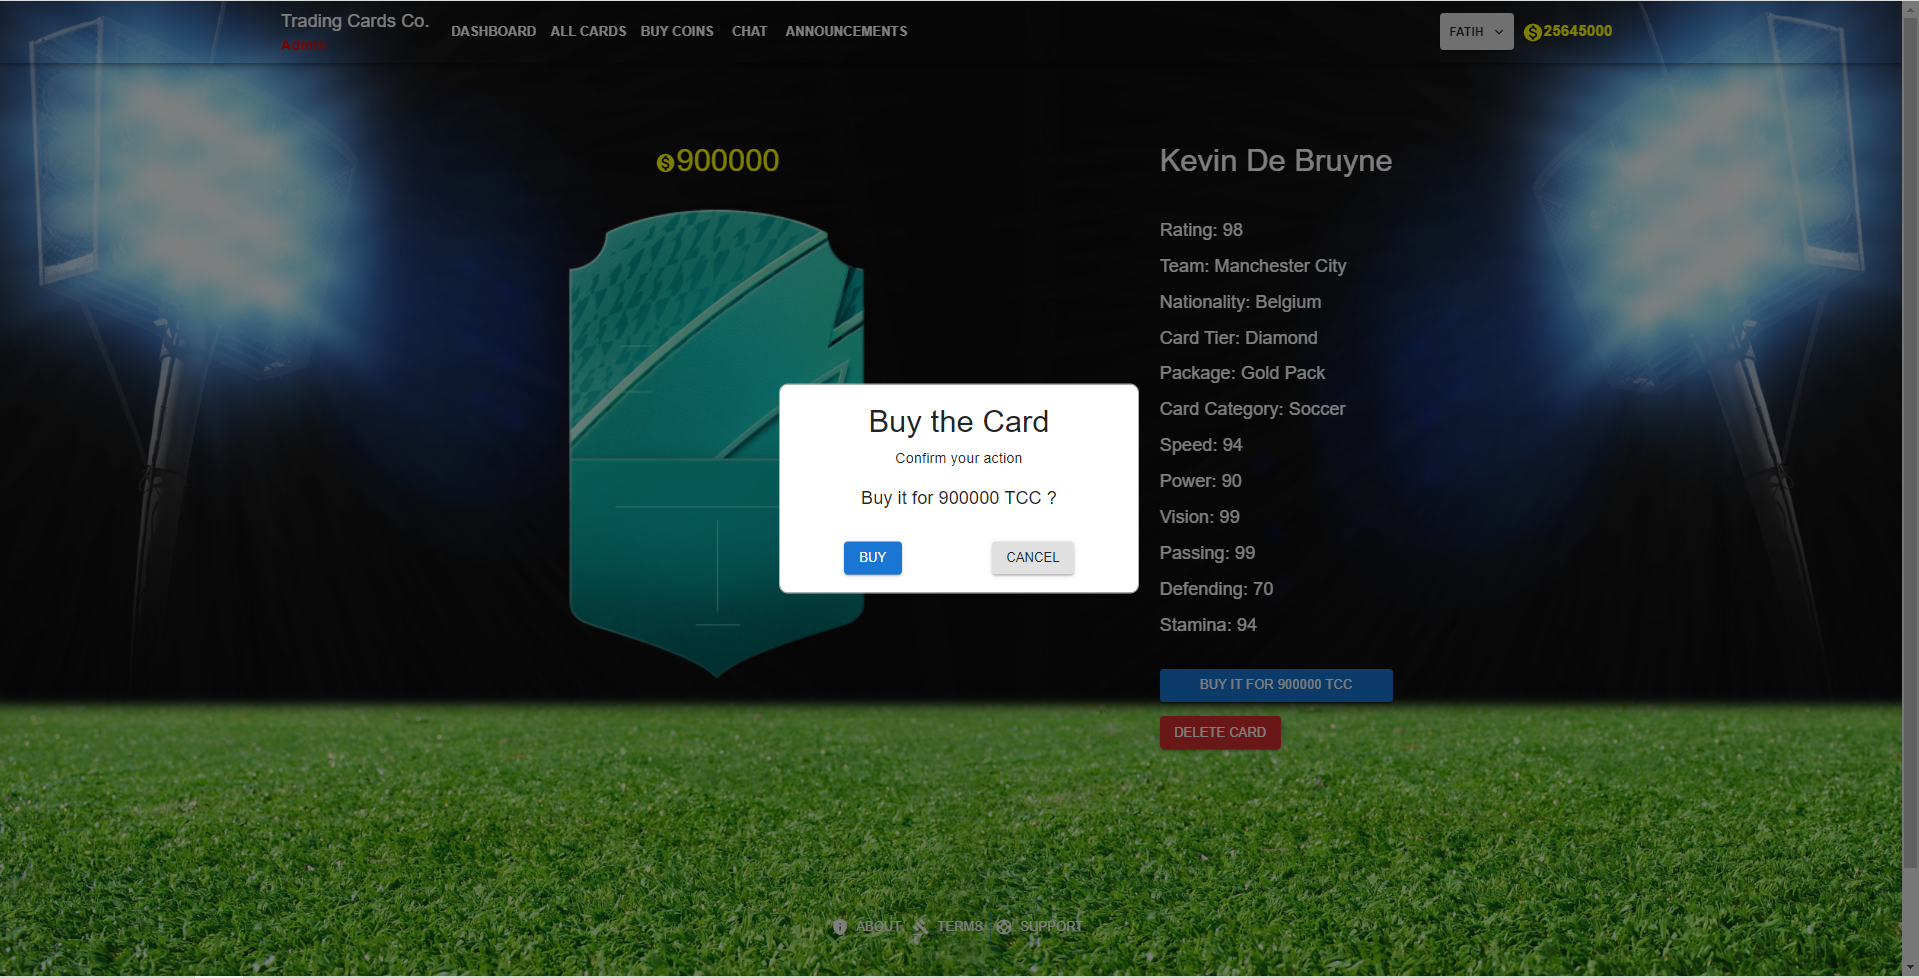 Trading Cards Co.
Admin
DASHBOARD ALL CARDS BUY COINS CHAT ANNOUNCEMENTS
FATIH
$25645000
$900000
Kevin De Bruyne
Rating: 98
Team: Manchester City
Nationality: Belgium
Card Tier: Diamond
Package: Gold Pack
Card Category: Soccer
Speed: 94
Power: 90
Vision: 99
Passing: 99
Defending: 70
Stamina: 94
BUY IT FOR 900000 TCC
DELETE CARD
Buy the Card
Confirm your action
Buy it for 900000 TCC ?
BUY CANCEL
ABOUT TERMS SUPPORT